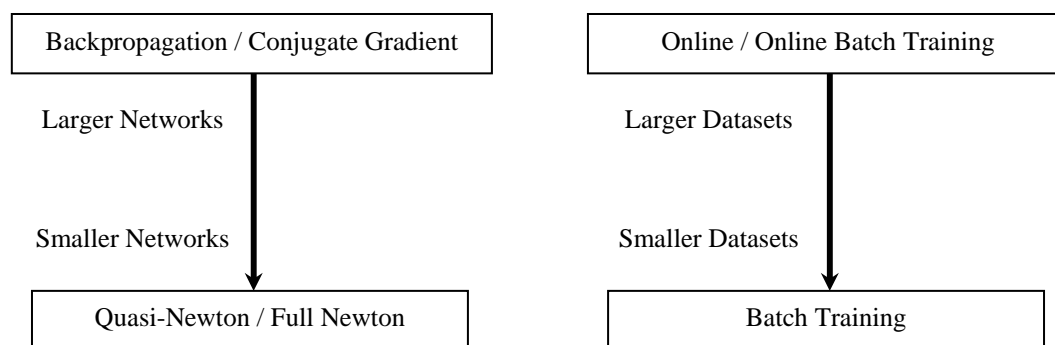 Backpropagation / Conjugate Gradient
Larger Networks
Smaller Networks
Quasi-Newton / Full Newton
Online / Online Batch Training
Larger Datasets
Smaller Datasets
Batch Training